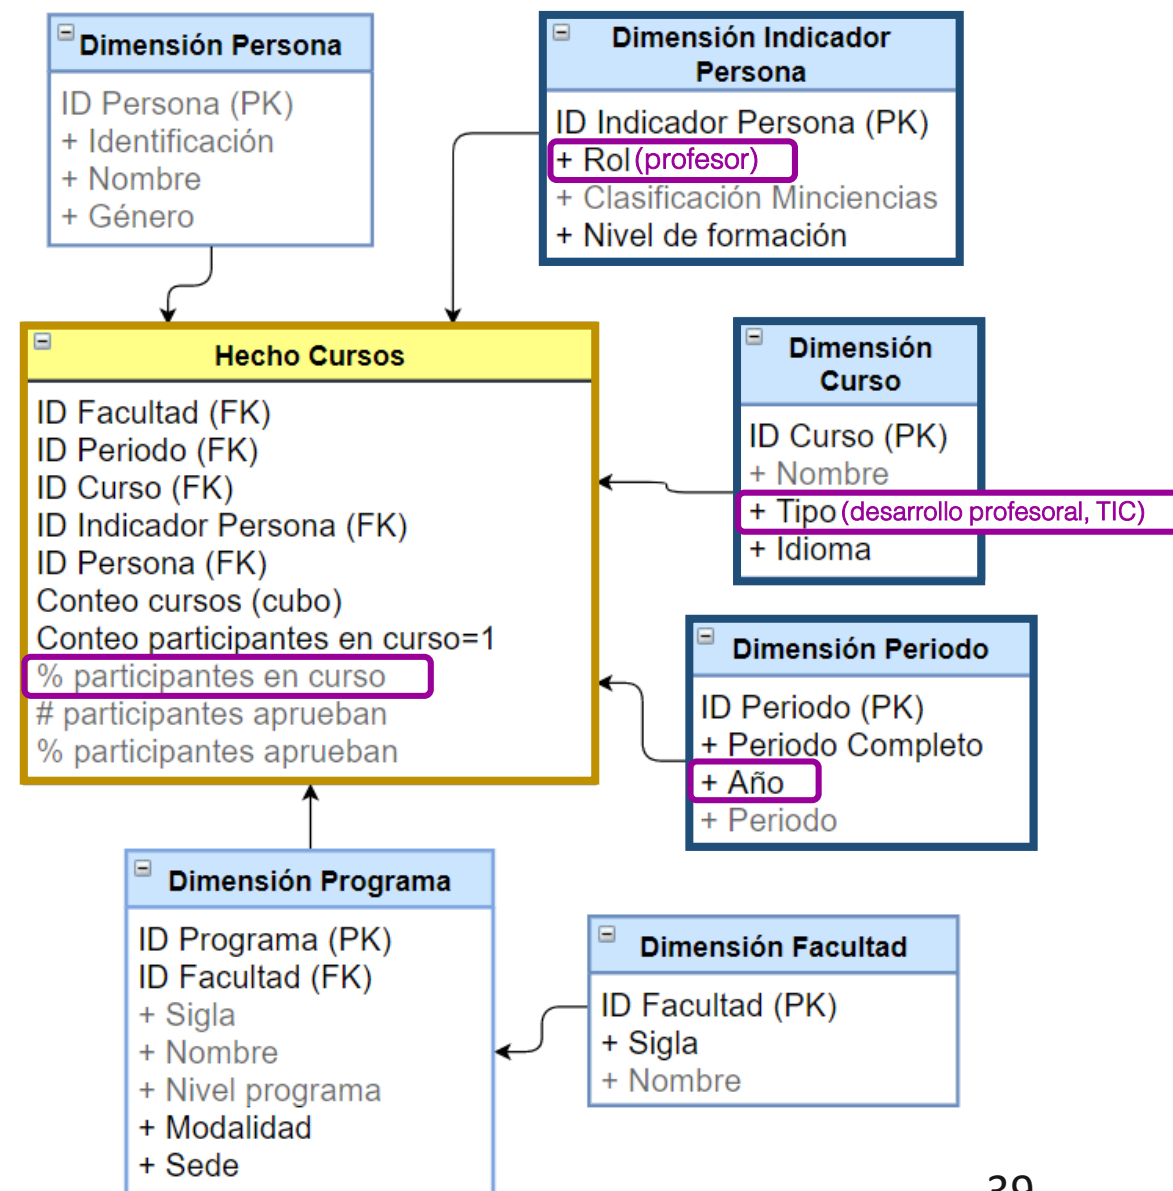 Dimensión Persona
ID Persona (PK)
+ Identificación
+ Nombre
+ Género
Dimensión Indicador
Persona
ID Indicador Persona (PK)
+ Rol (profesor)
+ Clasificación Minciencias
+ Nivel de formación
Hecho Cursos
ID Facultad (FK)
ID Periodo (FK)
ID Curso (FK)
ID Indicador Persona (FK)
ID Persona (FK)
Conteo cursos (cubo)
Conteo participantes en curso=1
% participantes en curso
# participantes aprueban
% participantes aprueban
Dimensión
Curso
ID Curso (PK)
+ Nombre
+ Tipo (desarrollo profesoral, TIC)
+ Idioma
Dimensión Periodo
ID Periodo (PK)
+ Periodo Completo
+ Año
+ Periodo
Dimensión Programa
ID Programa (PK)
ID Facultad (FK)
+ Sigla
+ Nombre
+ Nivel programa
+ Modalidad
+ Sede
Dimensión Facultad
ID Facultad (PK)
+ Sigla
+ Nombre
39